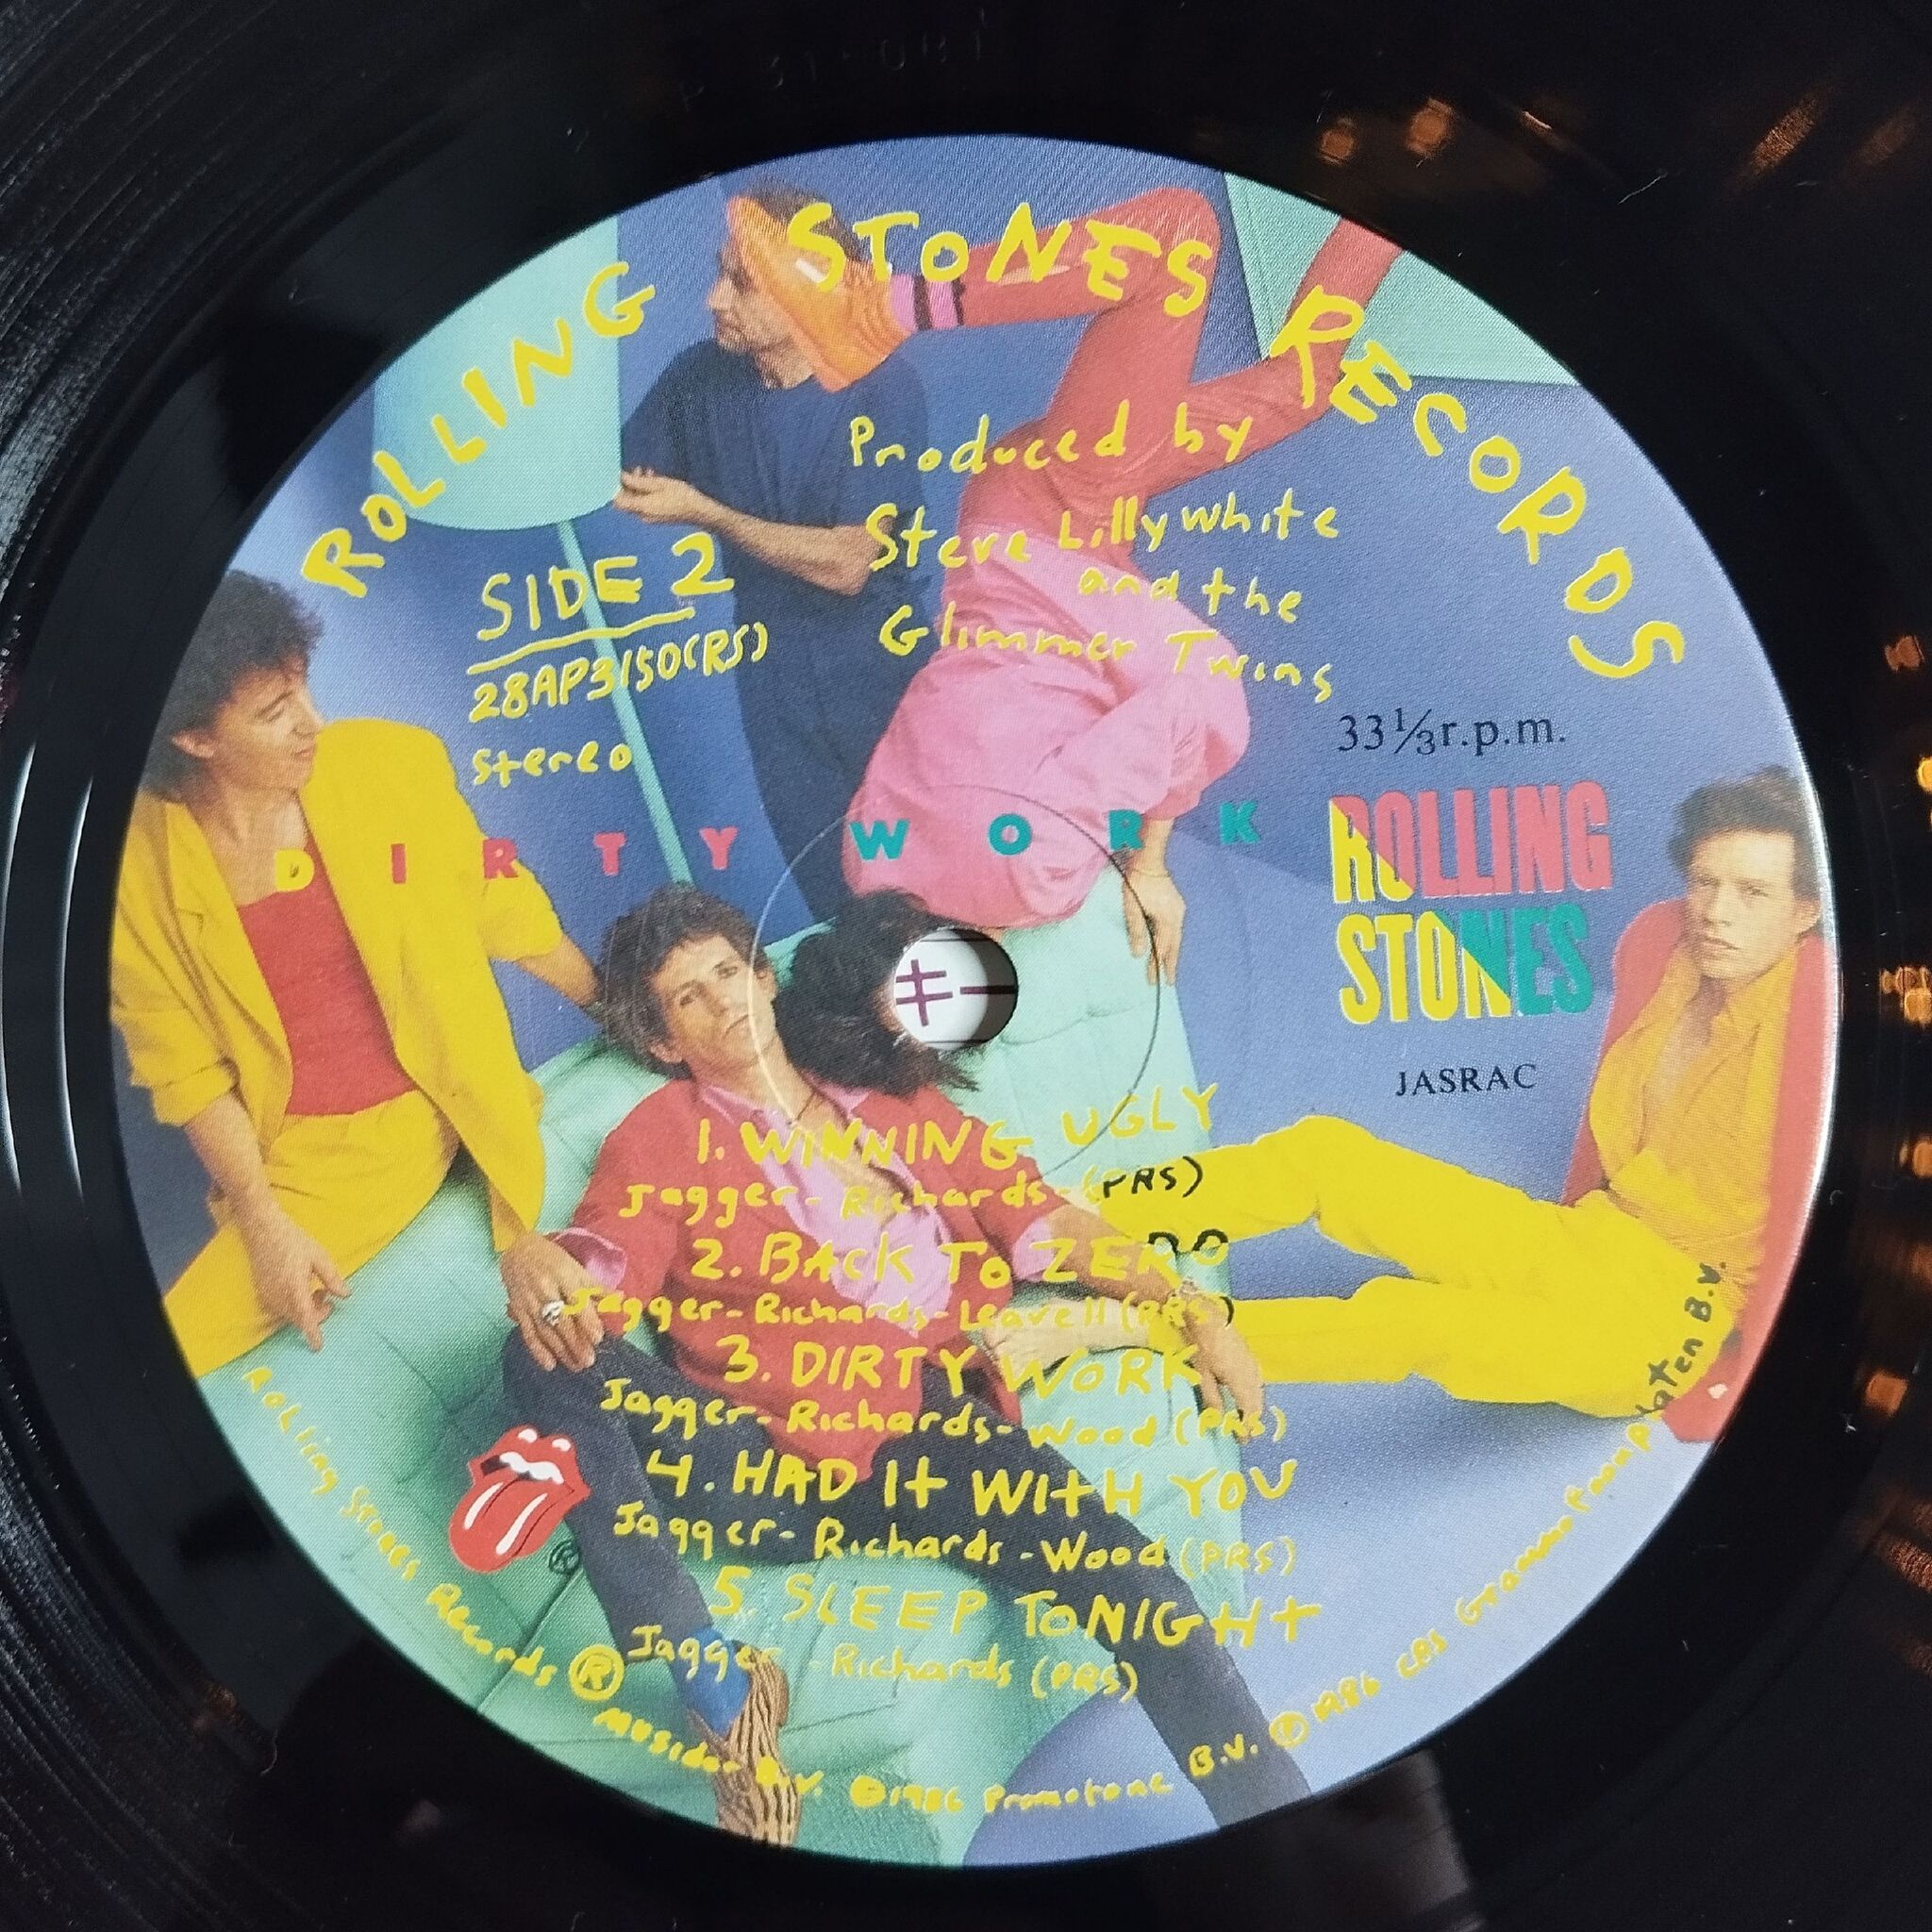 ROLLING STONES RECORDS
Produced by
Steve Lillywhite
and the
Glimmer Twins
SIDE 2
28AP3150(RS)
stereo
33⅓r.p.m.
DIRTY WORK
ROLLING
STONES
キー
JASRAC
1. WINNING UGLY
Jagger-Richards-(PRS)
2. BACK TO ZERO
Jagger-Richards-Leavell (PRS)
3. DIRTY WORK
Jagger-Richards-Wood (PRS)
4. HAD It WItH YOU
Jagger-Richards-Wood (PRS)
5. SLEEP TONIGHt
Jagger-Richards (PRS)
®
Rolling Stones Records ® Musidor B.V. ©1986 Promotone B.V. ℗ 1986 CBS Grammofoonplaten B.V.